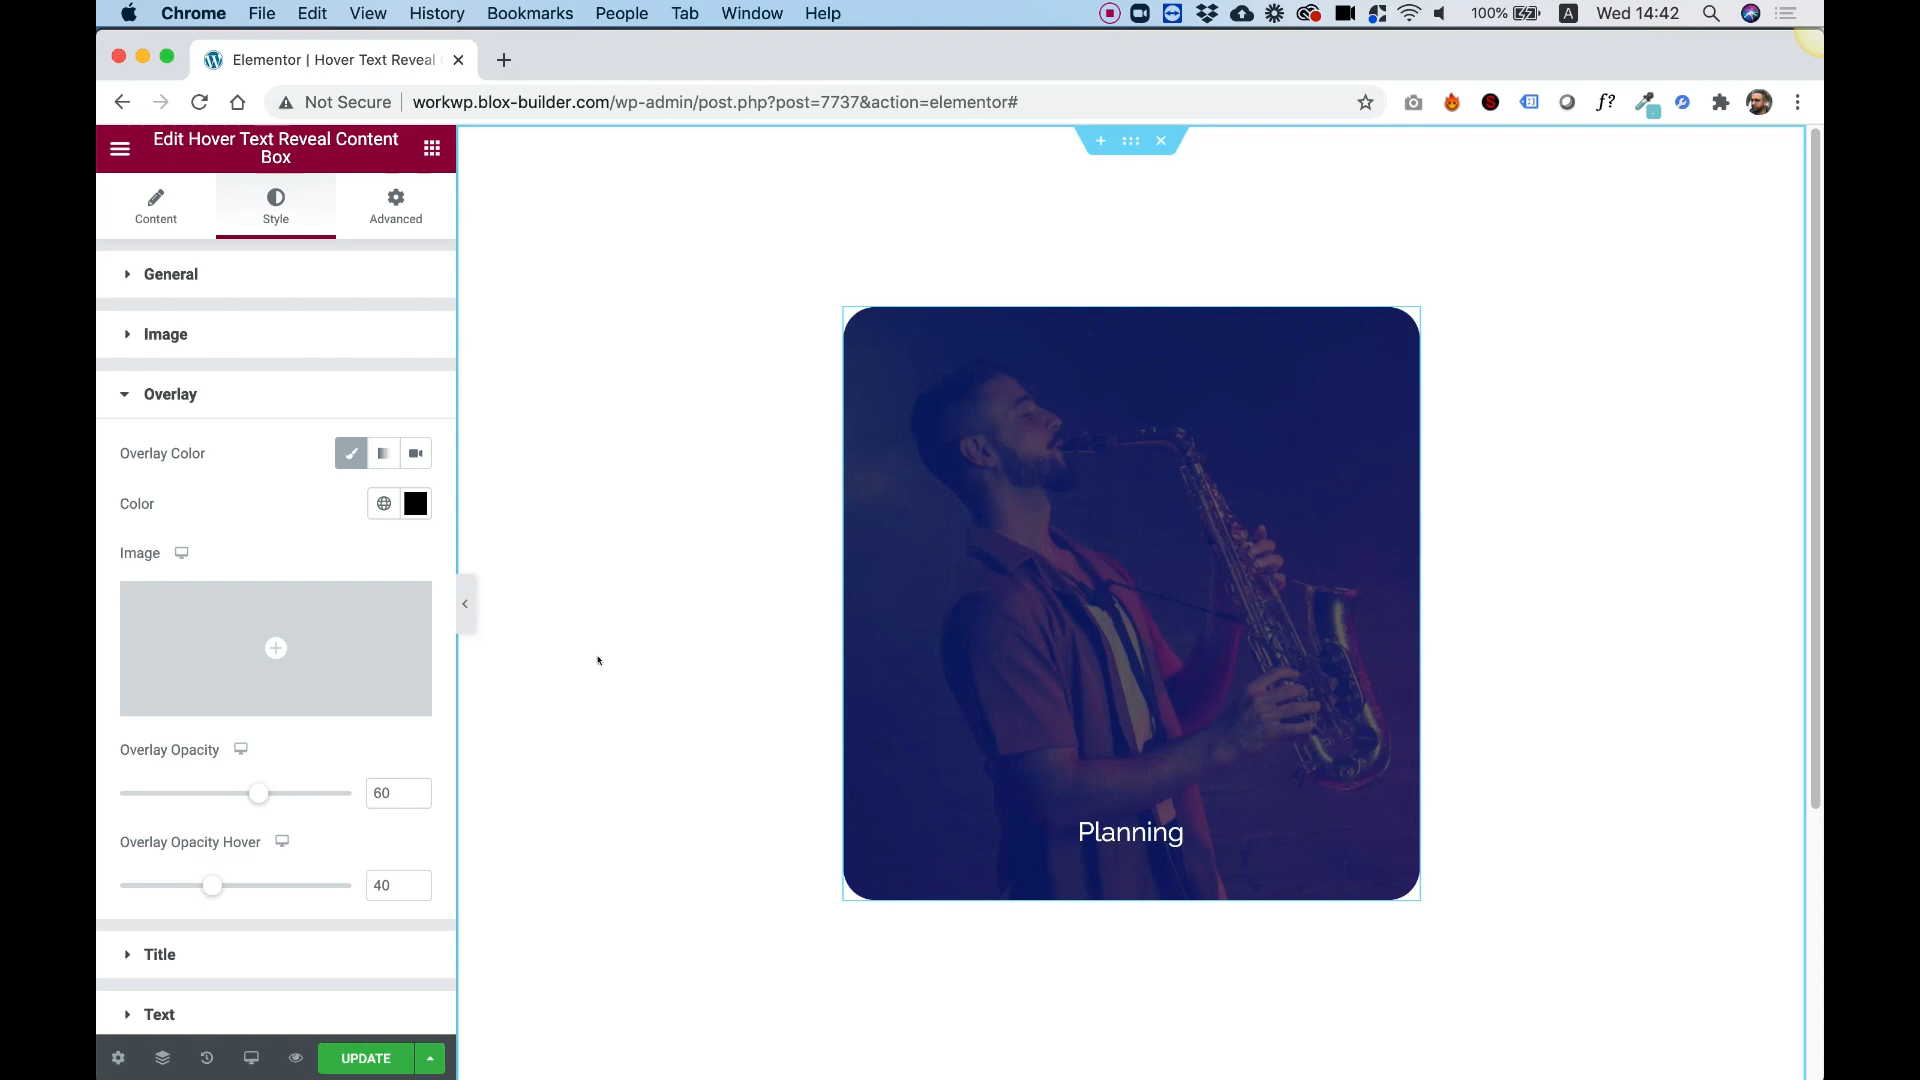 Chrome File Edit View History Bookmarks People Tab Window Help 100% A Wed 14:42
Elementor | Hover Text Reveal
Not Secure workwp.blox-builder.com/wp-admin/post.php?post=7737&action=elementor# S f?
Edit Hover Text Reveal Content
Box
Content Style Advanced
General
Image
Overlay
Overlay Color
Color
Image
Overlay Opacity
60
Overlay Opacity Hover
40
Title
Text
UPDATE
Planning